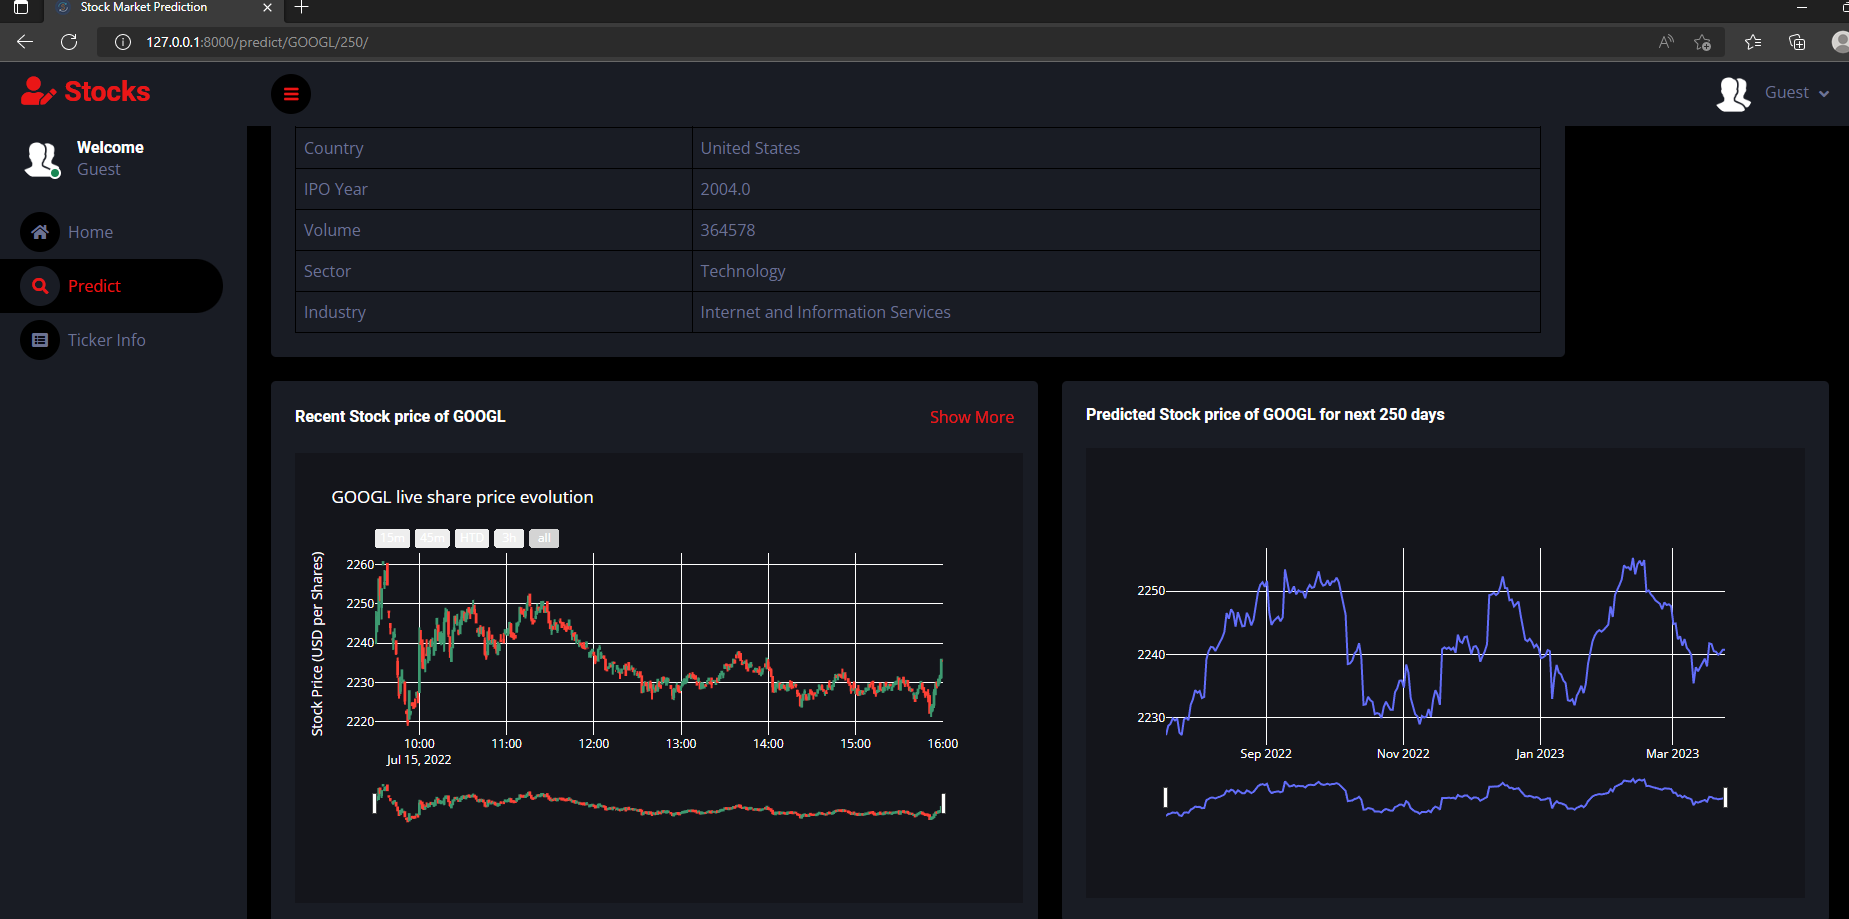 Stock Market Prediction
127.0.0.1:8000/predict/GOOGL/250/
Stocks
Guest
Welcome
Guest
Home
Predict
Ticker Info
Country United States
IPO Year 2004.0
Volume 364578
Sector Technology
Industry Internet and Information Services
Recent Stock price of GOOGL
Show More
GOOGL live share price evolution
15m 45m HTD 3h all
Stock Price (USD per Shares)
2260
2250
2240
2230
2220
10:00 11:00 12:00 13:00 14:00 15:00 16:00
Jul 15, 2022
Predicted Stock price of GOOGL for next 250 days
2250
2240
2230
Sep 2022 Nov 2022 Jan 2023 Mar 2023